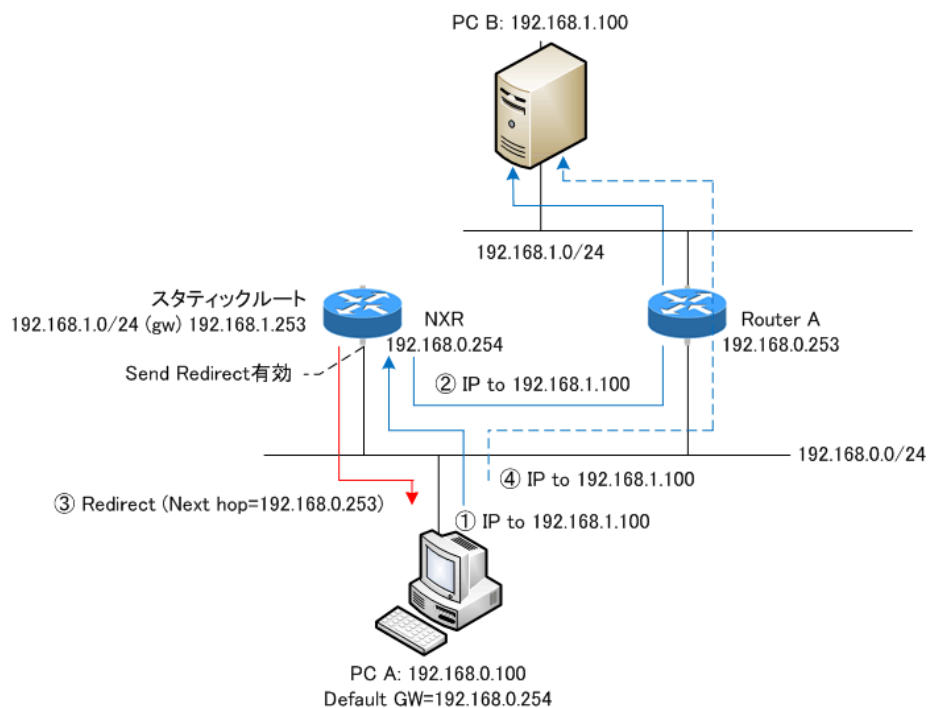 PC B: 192.168.1.100
192.168.1.0/24
スタティックルート
192.168.1.0/24 (gw) 192.168.1.253
NXR
192.168.0.254
Router A
192.168.0.253
Send Redirect有効
② IP to 192.168.1.100
192.168.0.0/24
④ IP to 192.168.1.100
③ Redirect (Next hop=192.168.0.253)
① IP to 192.168.1.100
PC A: 192.168.0.100
Default GW=192.168.0.254